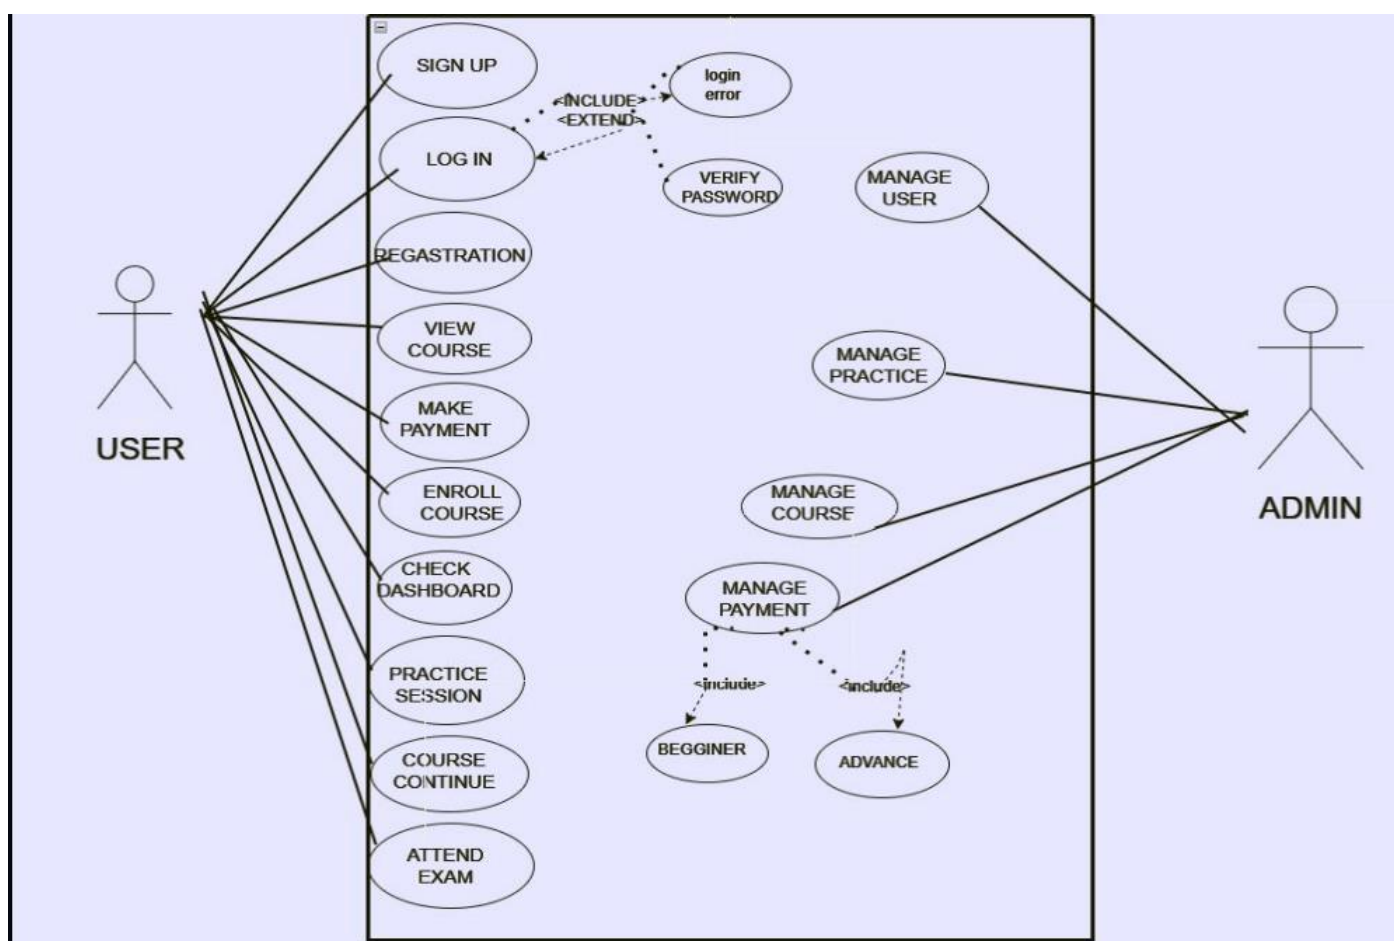 SIGN UP
LOG IN
REGASTRATION
VIEW
COURSE
MAKE
PAYMENT
ENROLL
COURSE
CHECK
DASHBOARD
PRACTICE
SESSION
COURSE
CONTINUE
ATTEND
EXAM
USER
<INCLUDE>
<EXTEND>
login
error
VERIFY
PASSWORD
MANAGE
USER
MANAGE
PRACTICE
MANAGE
COURSE
MANAGE
PAYMENT
<include>
<include>
BEGGINER
ADVANCE
ADMIN